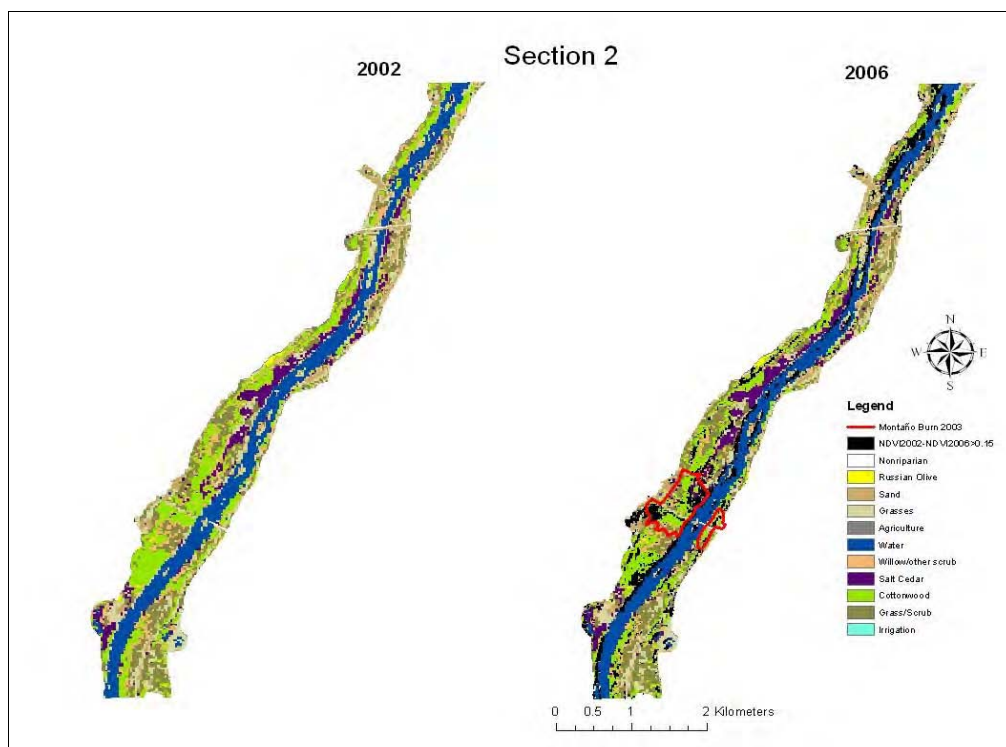 Section 2
2002
2006
N
W E
S
Legend
Montaño Burn 2003
NDVI2002-NDVI2006>0.15
Nonriparian
Russian Olive
Sand
Grasses
Agriculture
Water
Willow/other scrub
Salt Cedar
Cottonwood
Grass/Scrub
Irrigation
0 0.5 1 2 Kilometers